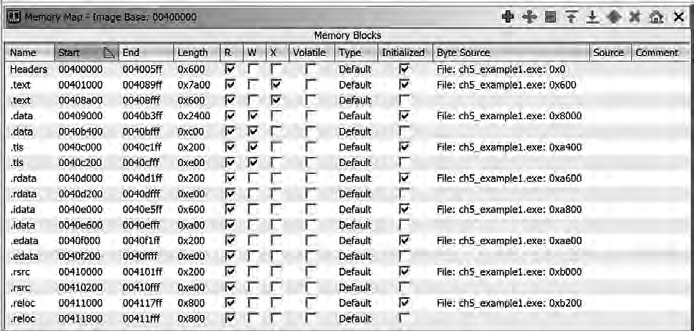 Memory Map - Image Base: 00400000
Memory Blocks
Name Start End Length R W X Volatile Type Initialized Byte Source Source Comment
Headers 00400000 004005ff 0x600 Default File: ch5_example1.exe: 0x0
.text 00401000 004089ff 0x7a00 Default File: ch5_example1.exe: 0x600
.text 00408a00 00408fff 0x600 Default
.data 00409000 0040b3ff 0x2400 Default File: ch5_example1.exe: 0x8000
.data 0040b400 0040bfff 0xc00 Default
.tls 0040c000 0040c1ff 0x200 Default File: ch5_example1.exe: 0xa400
.tls 0040c200 0040cfff 0xe00 Default
.rdata 0040d000 0040d1ff 0x200 Default File: ch5_example1.exe: 0xa600
.rdata 0040d200 0040dfff 0xe00 Default
.idata 0040e000 0040e5ff 0x600 Default File: ch5_example1.exe: 0xa800
.idata 0040e600 0040efff 0xa00 Default
.edata 0040f000 0040f1ff 0x200 Default File: ch5_example1.exe: 0xae00
.edata 0040f200 0040ffff 0xe00 Default
.rsrc 00410000 004101ff 0x200 Default File: ch5_example1.exe: 0xb000
.rsrc 00410200 00410fff 0xe00 Default
.reloc 00411000 004117ff 0x800 Default File: ch5_example1.exe: 0xb200
.reloc 00411800 00411fff 0x800 Default